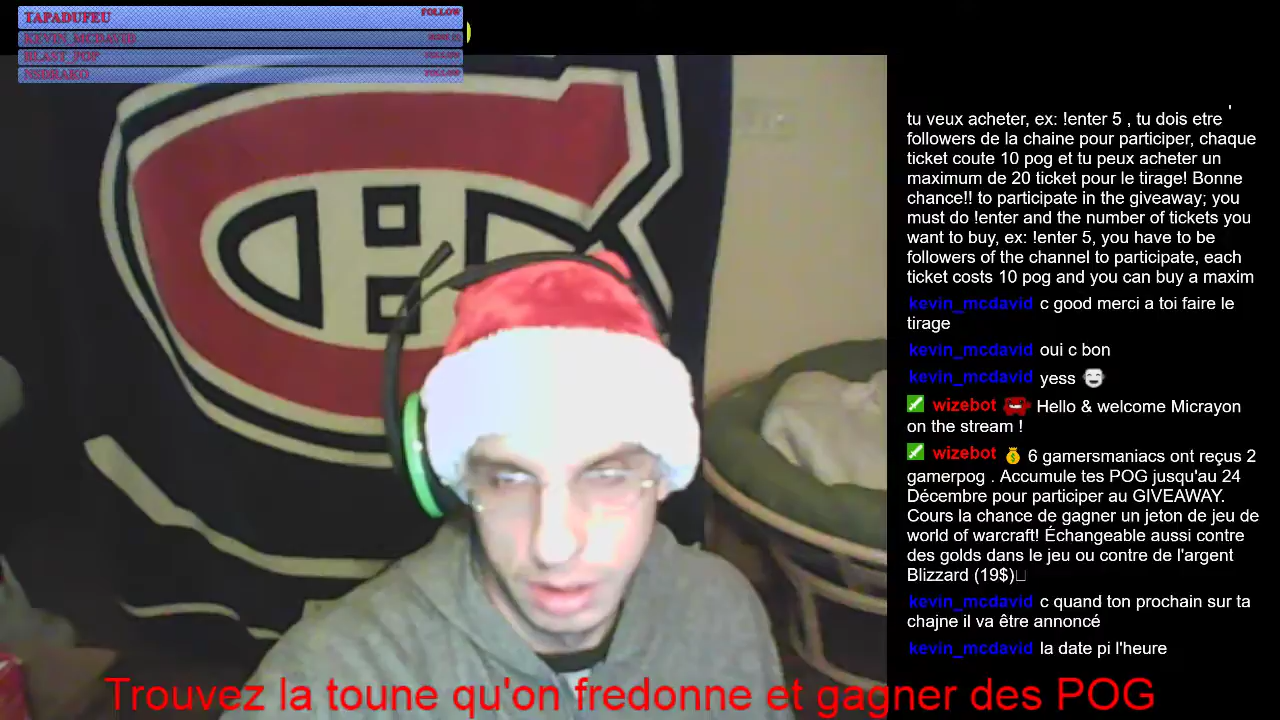 TAPADUFEU FOLLOW
KEVIN_MCDAVID
BLAST_POP FOLLOW
NSDRAKO FOLLOW
tu veux acheter, ex: !enter 5 , tu dois etre
followers de la chaine pour participer, chaque
ticket coute 10 pog et tu peux acheter un
maximum de 20 ticket pour le tirage! Bonne
chance!! to participate in the giveaway; you
must do !enter and the number of tickets you
want to buy, ex: !enter 5, you have to be
followers of the channel to participate, each
ticket costs 10 pog and you can buy a maxim
kevin_mcdavid c good merci a toi faire le
tirage
kevin_mcdavid oui c bon
kevin_mcdavid yess
wizebot Hello & welcome Micrayon
on the stream !
wizebot 6 gamersmaniacs ont reçus 2
gamerpog . Accumule tes POG jusqu'au 24
Décembre pour participer au GIVEAWAY.
Cours la chance de gagner un jeton de jeu de
world of warcraft! Échangeable aussi contre
des golds dans le jeu ou contre de l'argent
Blizzard (19$)
kevin_mcdavid c quand ton prochain sur ta
chajne il va être annoncé
kevin_mcdavid la date pi l'heure
Trouvez la toune qu'on fredonne et gagner des POG